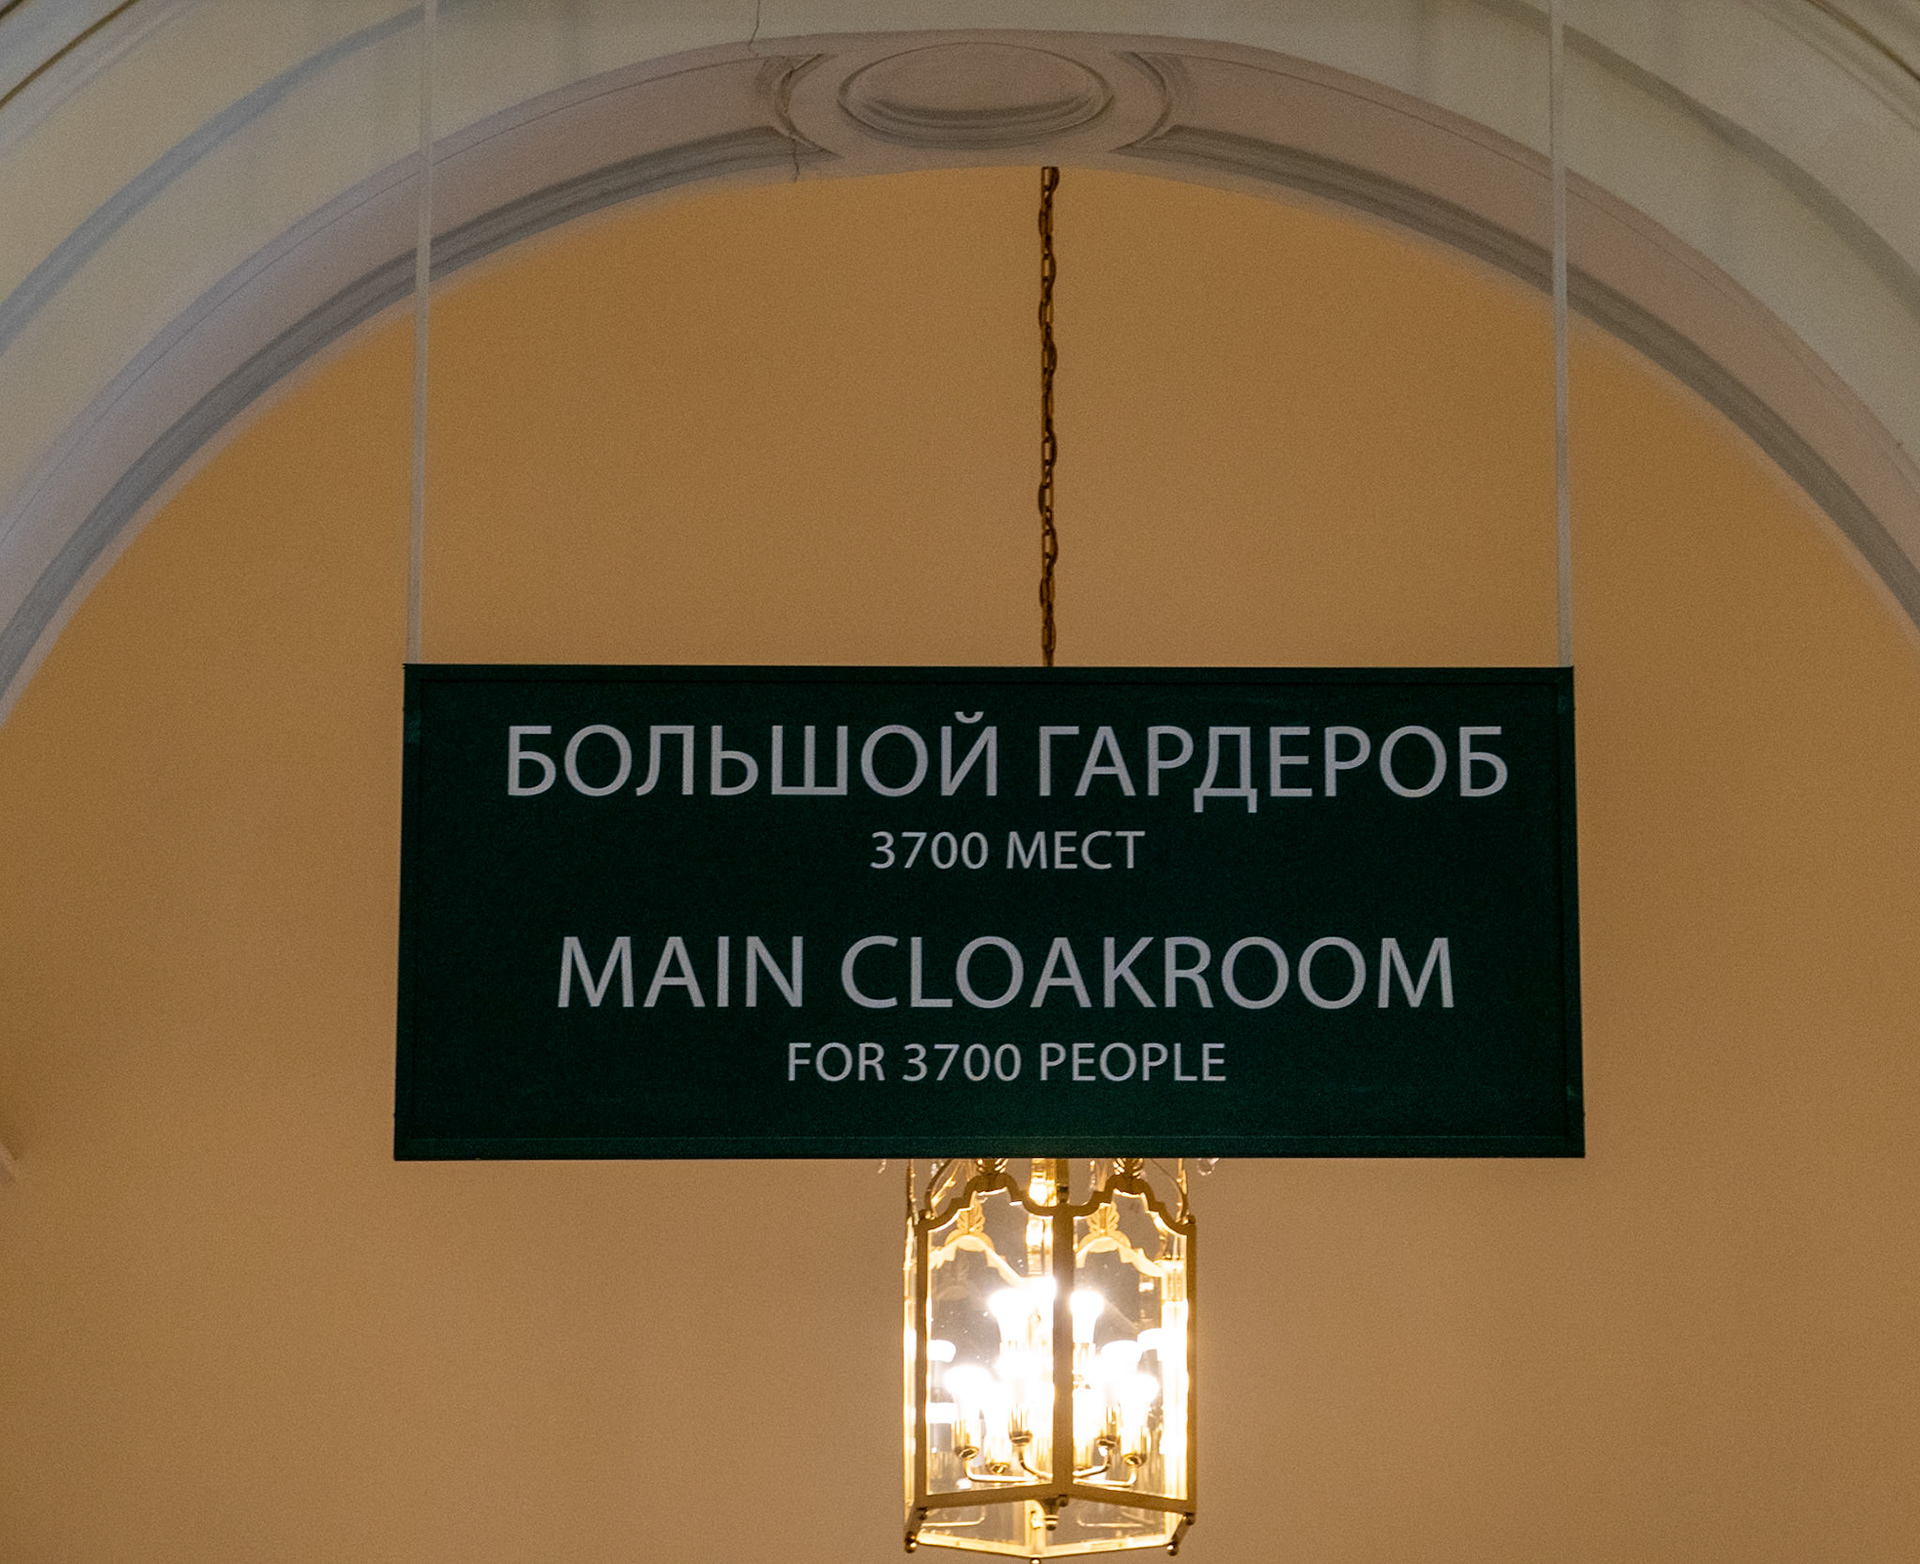 БОЛЬШОЙ ГАРДЕРОБ
3700 МЕСТ
MAIN CLOAKROOM
FOR 3700 PEOPLE